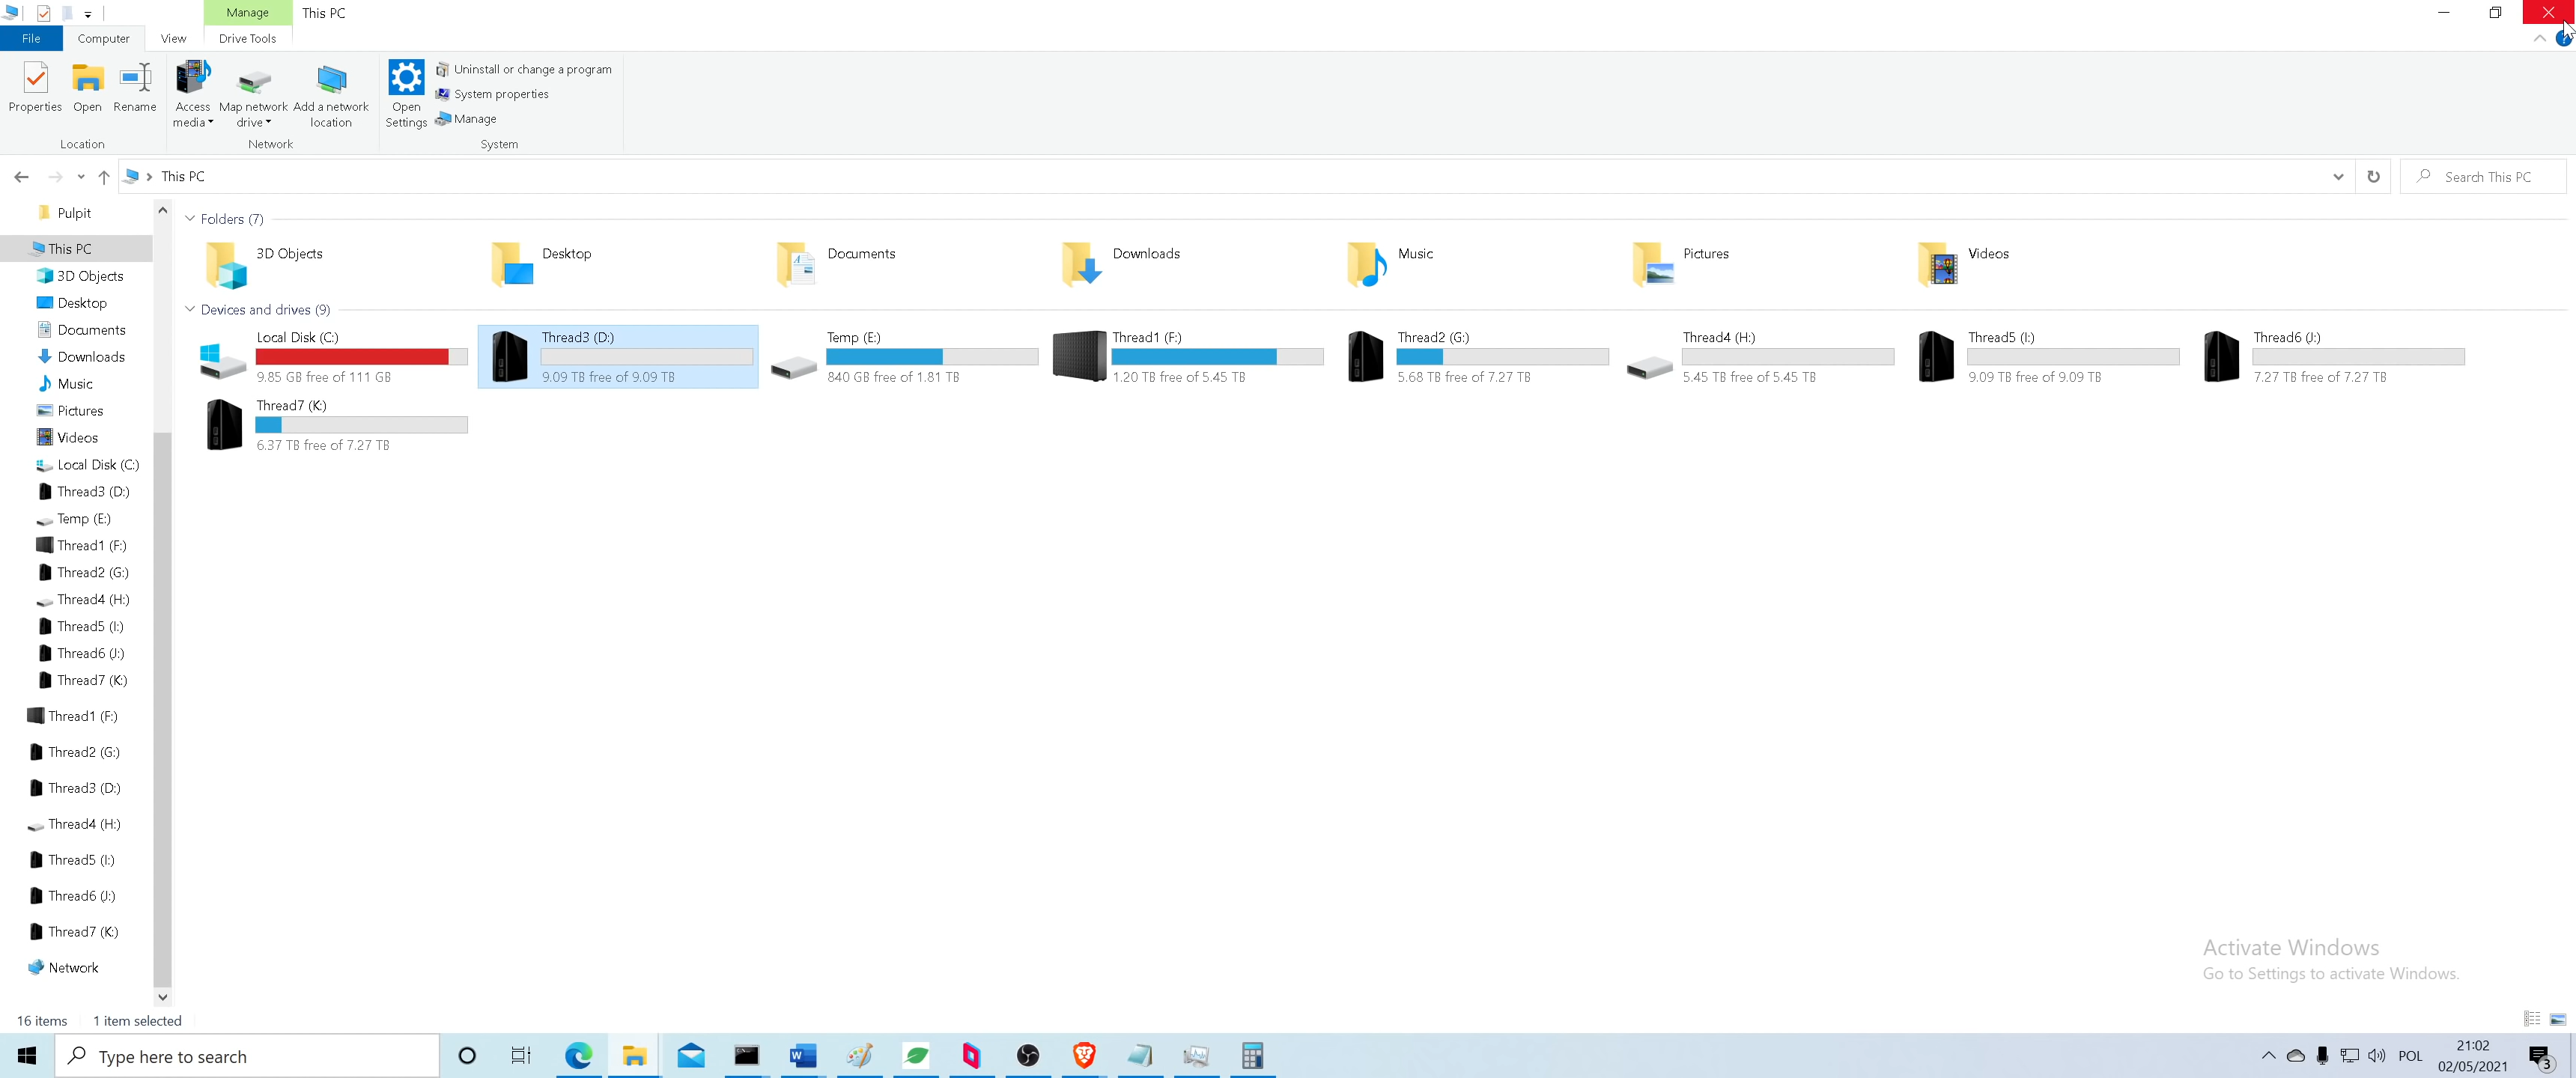 Manage
This PC
File
Computer
View
Drive Tools
Properties
Open
Rename
Access media
Map network drive
Add a network location
Open Settings
Uninstall or change a program
System properties
Manage
Location
Network
System
This PC
Search This PC
Pulpit
This PC
3D Objects
Desktop
Documents
Downloads
Music
Pictures
Videos
Local Disk (C:)
Thread3 (D:)
Temp (E:)
Thread1 (F:)
Thread2 (G:)
Thread4 (H:)
Thread5 (I:)
Thread6 (J:)
Thread7 (K:)
Thread1 (F:)
Thread2 (G:)
Thread3 (D:)
Thread4 (H:)
Thread5 (I:)
Thread6 (J:)
Thread7 (K:)
Network
Folders (7)
3D Objects
Desktop
Documents
Downloads
Music
Pictures
Videos
Devices and drives (9)
Local Disk (C:)
9.85 GB free of 111 GB
Thread3 (D:)
9.09 TB free of 9.09 TB
Temp (E:)
840 GB free of 1.81 TB
Thread1 (F:)
1.20 TB free of 5.45 TB
Thread2 (G:)
5.68 TB free of 7.27 TB
Thread4 (H:)
5.45 TB free of 5.45 TB
Thread5 (I:)
9.09 TB free of 9.09 TB
Thread6 (J:)
7.27 TB free of 7.27 TB
Thread7 (K:)
6.37 TB free of 7.27 TB
Activate Windows
Go to Settings to activate Windows.
16 items
1 item selected
Type here to search
POL
21:02
02/05/2021
3